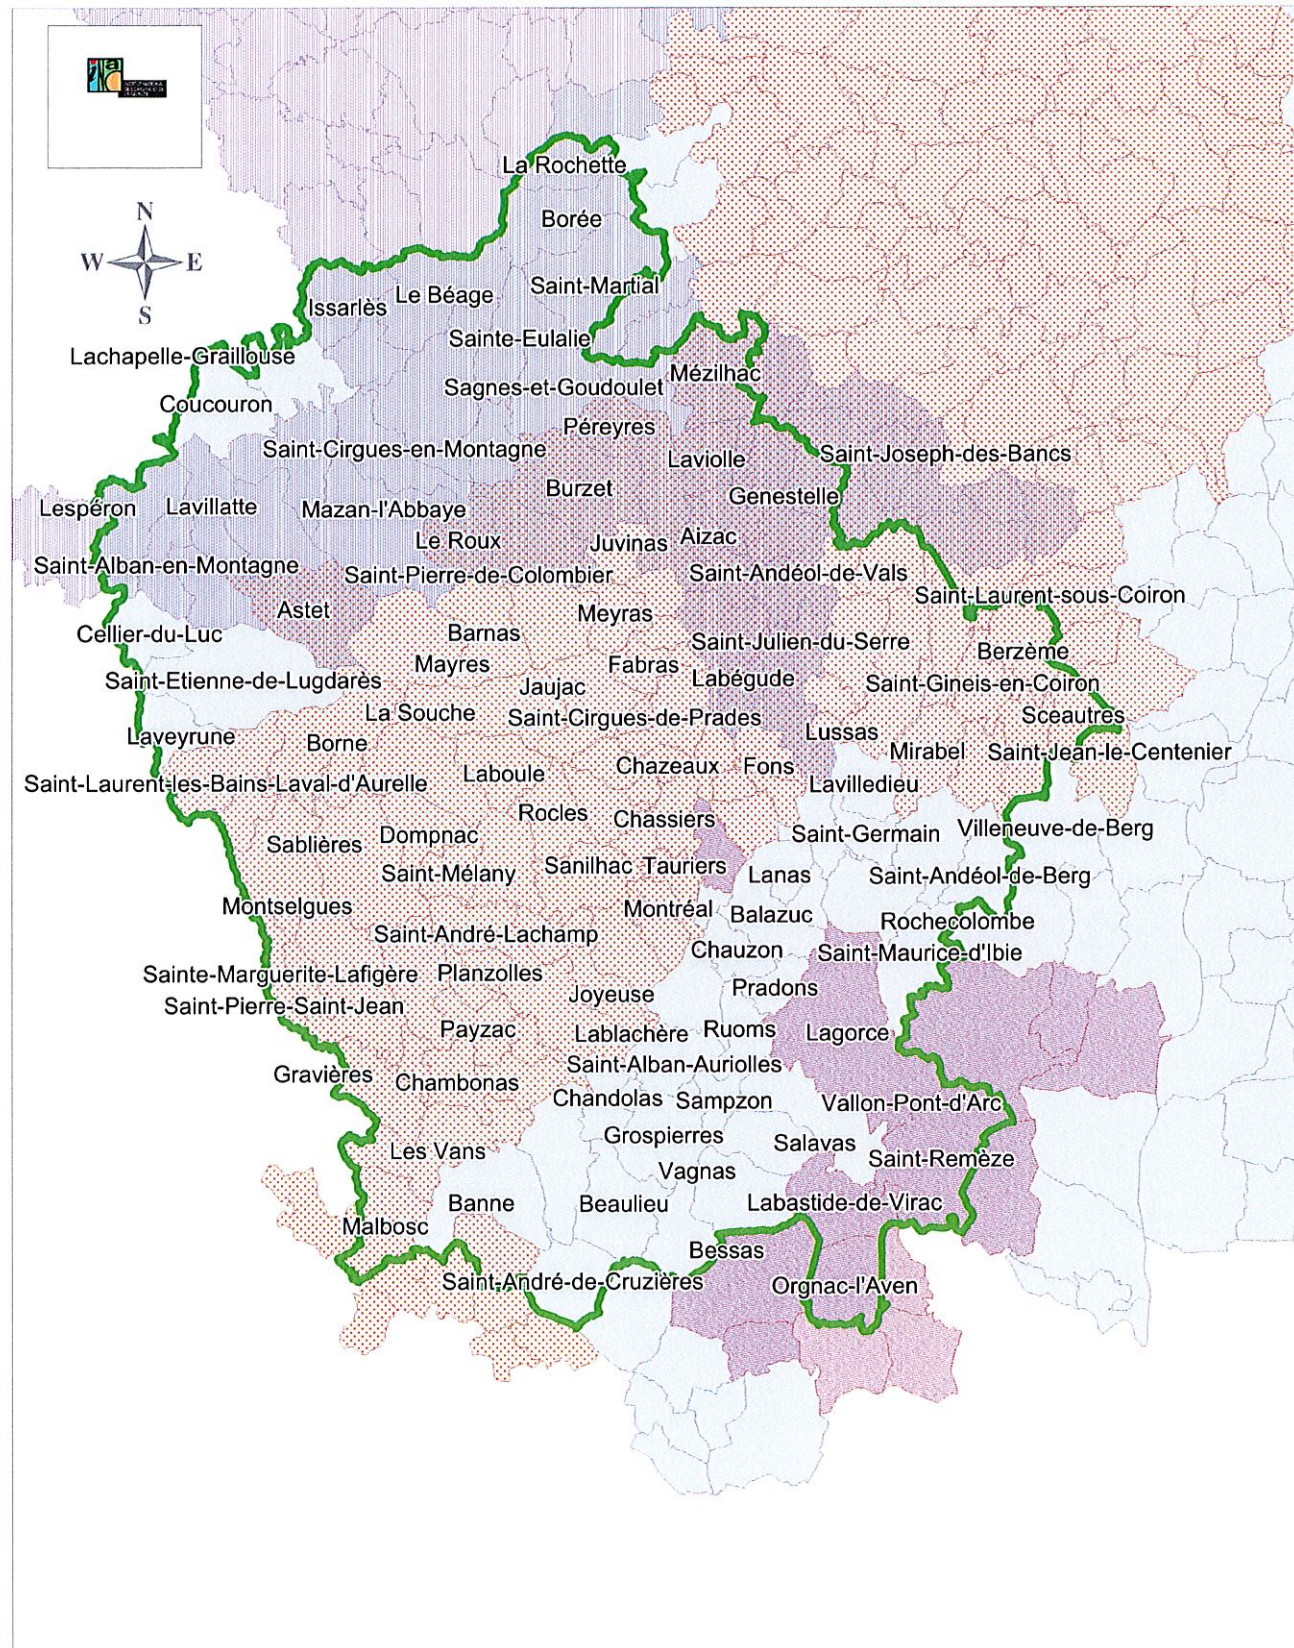 La Rochette
N
Borée
W E
Saint-Martial
Le Béage
Issarlès
S
Sainte-Eulalie
Lachapelle-Graillouse
Mézilhac
Sagnes-et-Goudoulet
Coucouron
Péreyres
Saint-Cirgues-en-Montagne
Laviolle
Saint-Joseph-des-Bancs
Burzet
Genestelle
Lespéron
Lavillatte
Mazan-l'Abbaye
Le Roux
Juvinas
Aizac
Saint-Alban-en-Montagne
Saint-Pierre-de-Colombier
Saint-Andéol-de-Vals
Saint-Laurent-sous-Coiron
Astet
Meyras
Cellier-du-Luc
Barnas
Saint-Julien-du-Serre
Berzème
Mayres
Fabras
Saint-Etienne-de-Lugdarès
Jaujac
Labégude
Saint-Gineis-en-Coiron
La Souche
Saint-Cirgues-de-Prades
Sceautres
Laveyrune
Borne
Lussas
Mirabel
Saint-Jean-le-Centenier
Saint-Laurent-les-Bains-Laval-d'Aurelle
Laboule
Chazeaux
Fons
Lavilledieu
Rocles
Chassiers
Sablières
Dompnac
Saint-Germain
Villeneuve-de-Berg
Saint-Mélany
Sanilhac
Tauriers
Lanas
Saint-Andéol-de-Berg
Montselgues
Montréal
Balazuc
Rochecolombe
Saint-André-Lachamp
Chauzon
Saint-Maurice-d'Ibie
Sainte-Marguerite-Lafigère
Planzolles
Pradons
Saint-Pierre-Saint-Jean
Joyeuse
Payzac
Lablachère
Ruoms
Lagorce
Saint-Alban-Auriolles
Gravières
Chambonas
Chandolas
Sampzon
Vallon-Pont-d'Arc
Grospierres
Salavas
Les Vans
Saint-Remèze
Vagnas
Banne
Beaulieu
Labastide-de-Virac
Malbosc
Bessas
Saint-André-de-Cruzières
Orgnac-l'Aven